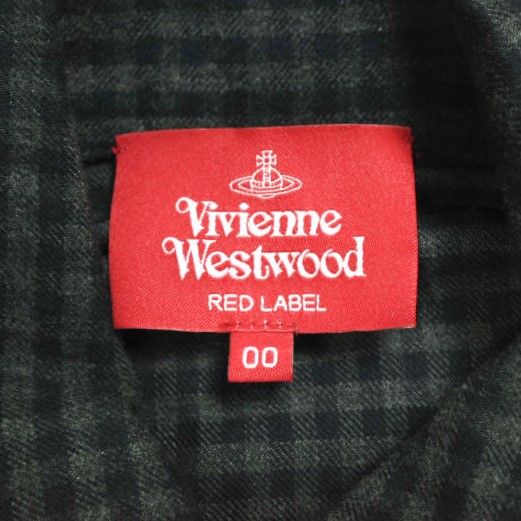 Vivienne
Westwood
RED LABEL
00